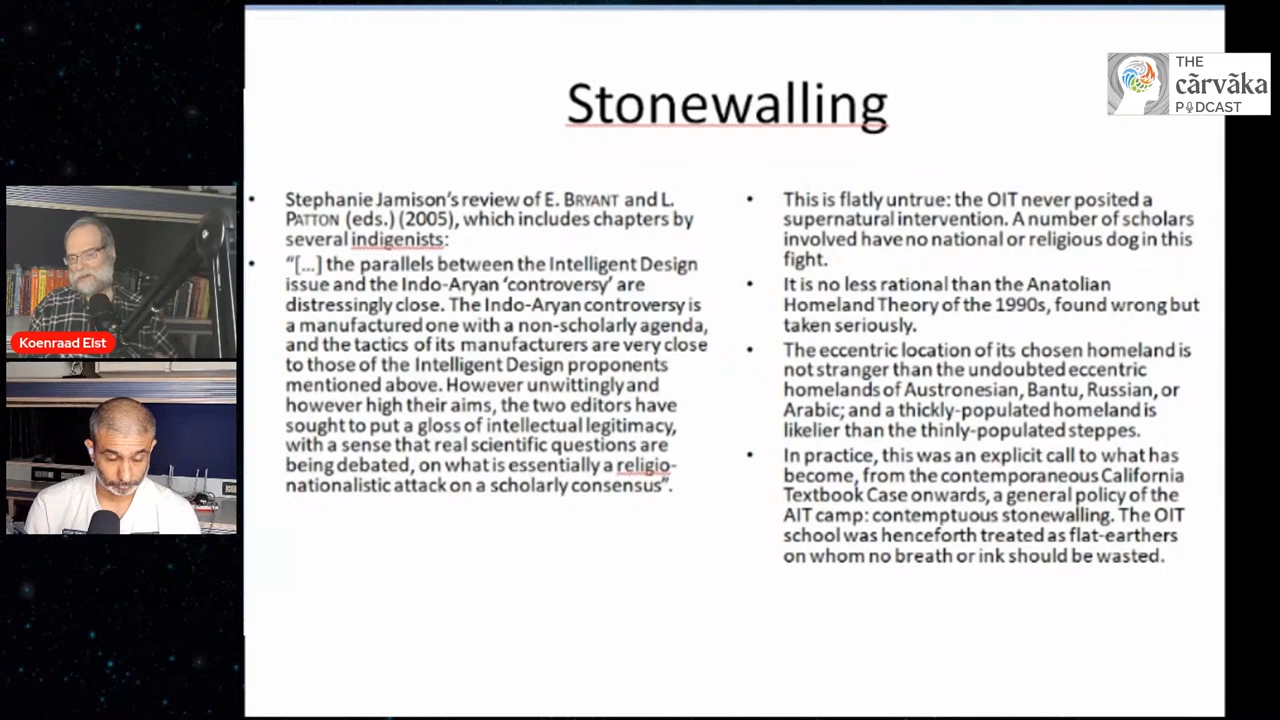 Stonewalling
THE
cārvāka
PODCAST
Stephanie Jamison's review of E. BRYANT and L.
PATTON (eds.) (2005), which includes chapters by
several indigenists:
"[...] the parallels between the Intelligent Design
issue and the Indo-Aryan 'controversy' are
distressingly close. The Indo-Aryan controversy is
a manufactured one with a non-scholarly agenda,
and the tactics of its manufacturers are very close
to those of the Intelligent Design proponents
mentioned above. However unwittingly and
however high their aims, the two editors have
sought to put a gloss of intellectual legitimacy,
with a sense that real scientific questions are
being debated, on what is essentially a religio-
nationalistic attack on a scholarly consensus".
This is flatly untrue: the OIT never posited a
supernatural intervention. A number of scholars
involved have no national or religious dog in this
fight.
It is no less rational than the Anatolian
Homeland Theory of the 1990s, found wrong but
taken seriously.
The eccentric location of its chosen homeland is
not stranger than the undoubted eccentric
homelands of Austronesian, Bantu, Russian, or
Arabic; and a thickly-populated homeland is
likelier than the thinly-populated steppes.
In practice, this was an explicit call to what has
become, from the contemporaneous California
Textbook Case onwards, a general policy of the
AIT camp: contemptuous stonewalling. The OIT
school was henceforth treated as flat-earthers
on whom no breath or ink should be wasted.
Koenraad Elst